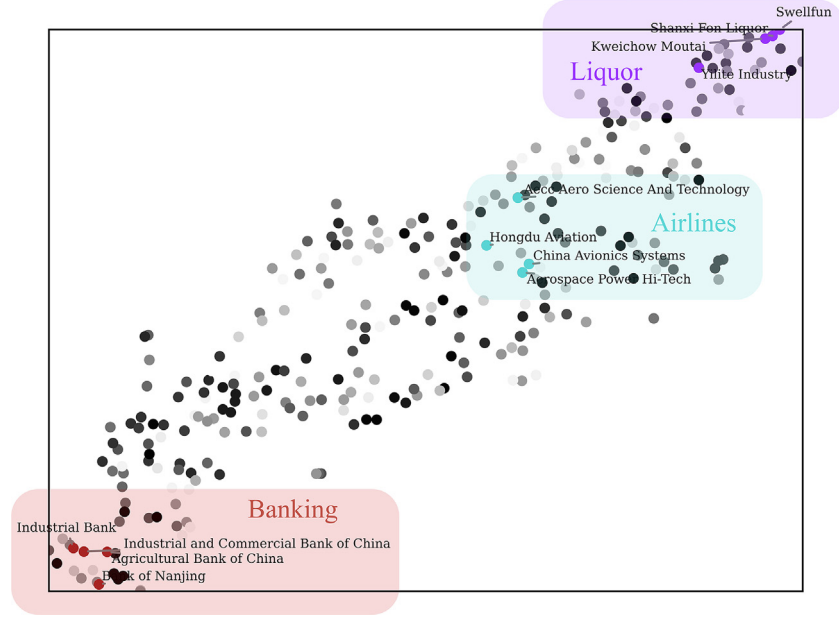 Swellfun
Shanxi Fen Liquor
Kweichow Moutai
Liquor
Yilite Industry
Aecc Aero Science And Technology
Airlines
Hongdu Aviation
China Avionics Systems
Aerospace Power Hi-Tech
Banking
Industrial Bank
Industrial and Commercial Bank of China
Agricultural Bank of China
Bank of Nanjing